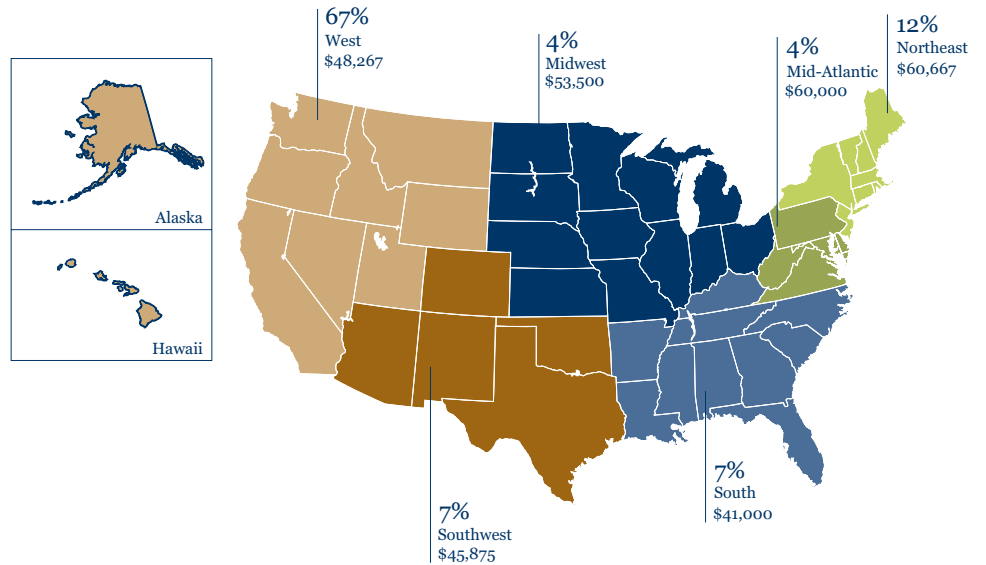 67%
West
$48,267
4%
Midwest
$53,500
4%
Mid-Atlantic
$60,000
12%
Northeast
$60,667
Alaska
Hawaii
7%
Southwest
$45,875
7%
South
$41,000